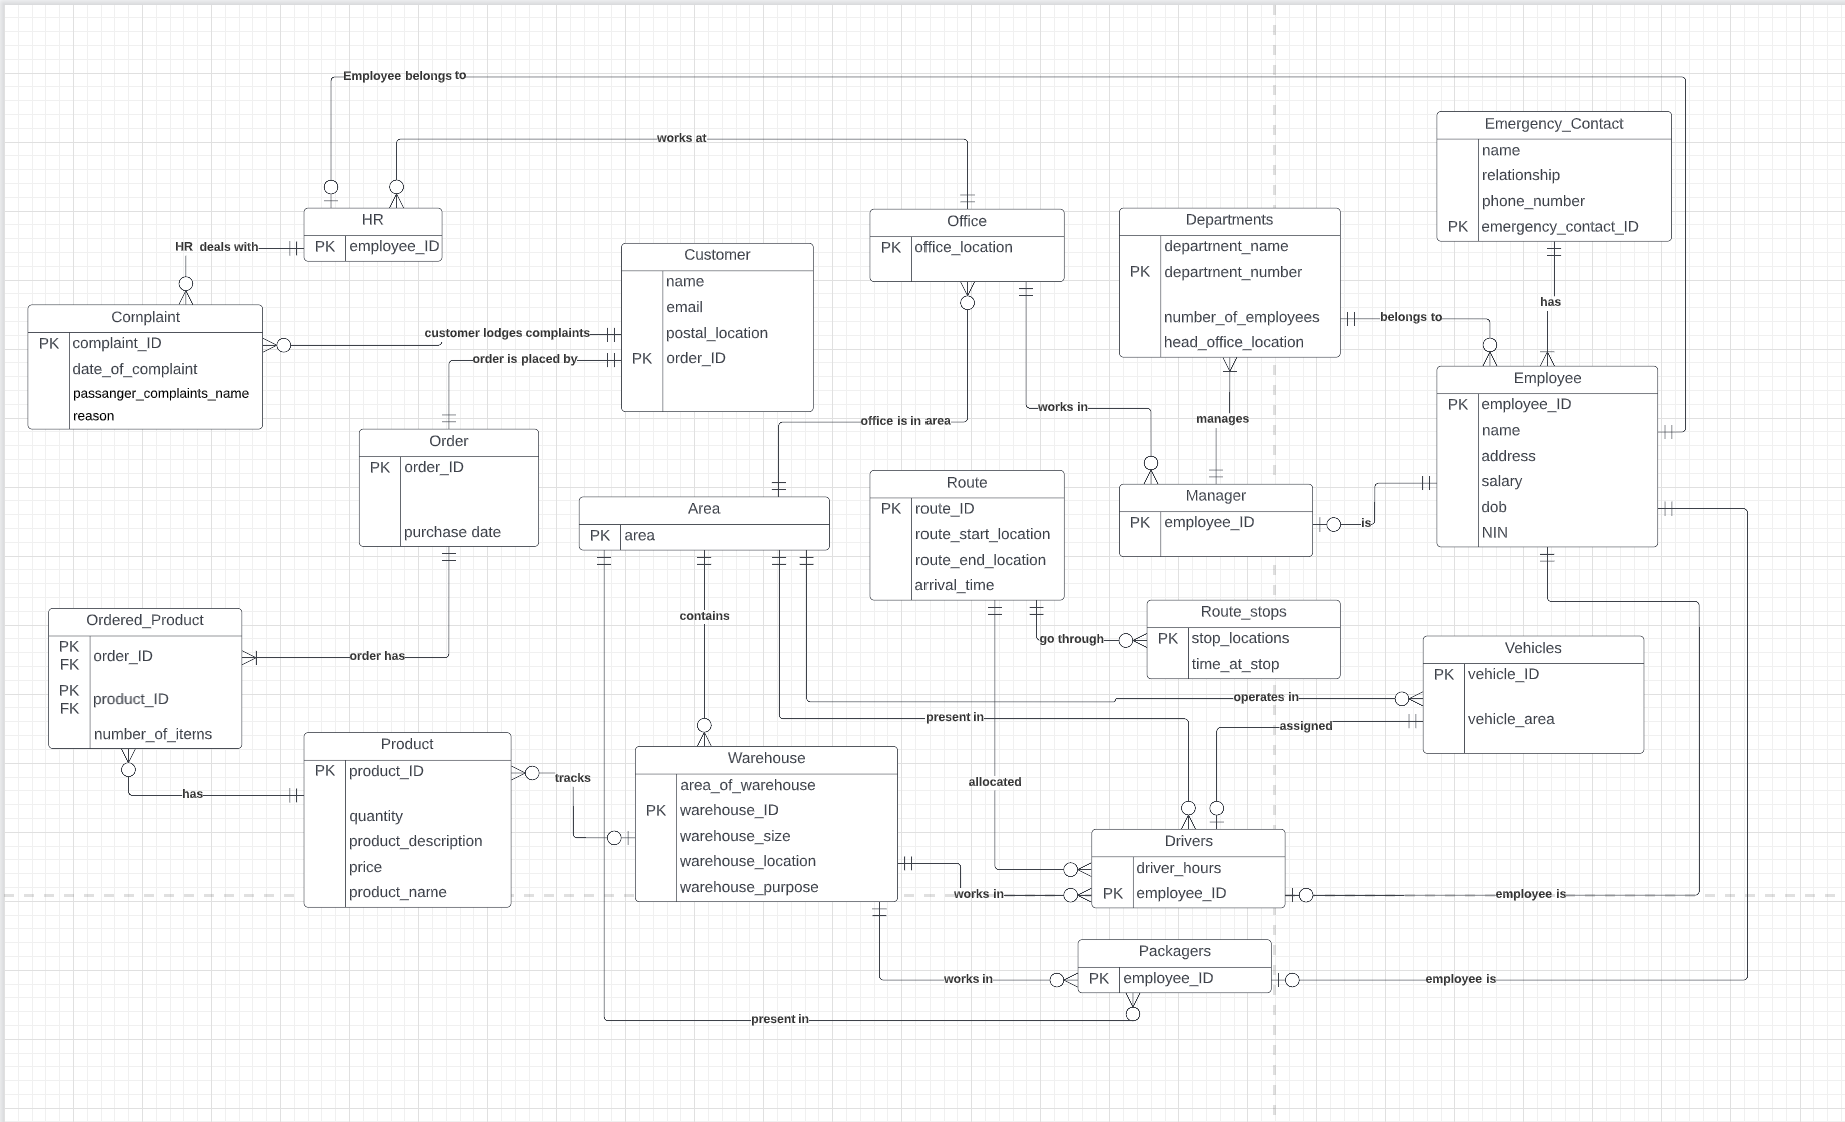 Employee belongs to
works at
Emergency_Contact
name
relationship
phone_number
PK emergency_contact_ID
HR
PK employee_ID
HR deals with
Office
PK office_location
Departments
department_name
PK department_number
number_of_employees
head_office_location
belongs to
has
Customer
name
email
postal_location
PK order_ID
customer lodges complaints
order is placed by
Complaint
PK complaint_ID
date_of_complaint
passanger_complaints_name
reason
office is in area
works in
manages
Employee
PK employee_ID
name
address
salary
dob
NIN
Order
PK order_ID
purchase date
Area
PK area
Route
PK route_ID
route_start_location
route_end_location
arrival_time
Manager
PK employee_ID
is
Ordered_Product
PK
FK order_ID
PK
FK product_ID
number_of_items
order has
contains
go through
Route_stops
PK stop_locations
time_at_stop
Vehicles
PK vehicle_ID
vehicle_area
operates in
present in
assigned
Product
PK product_ID
quantity
product_description
price
product_name
has
tracks
Warehouse
area_of_warehouse
PK warehouse_ID
warehouse_size
warehouse_location
warehouse_purpose
allocated
works in
Drivers
driver_hours
PK employee_ID
employee is
Packagers
PK employee_ID
works in
employee is
present in